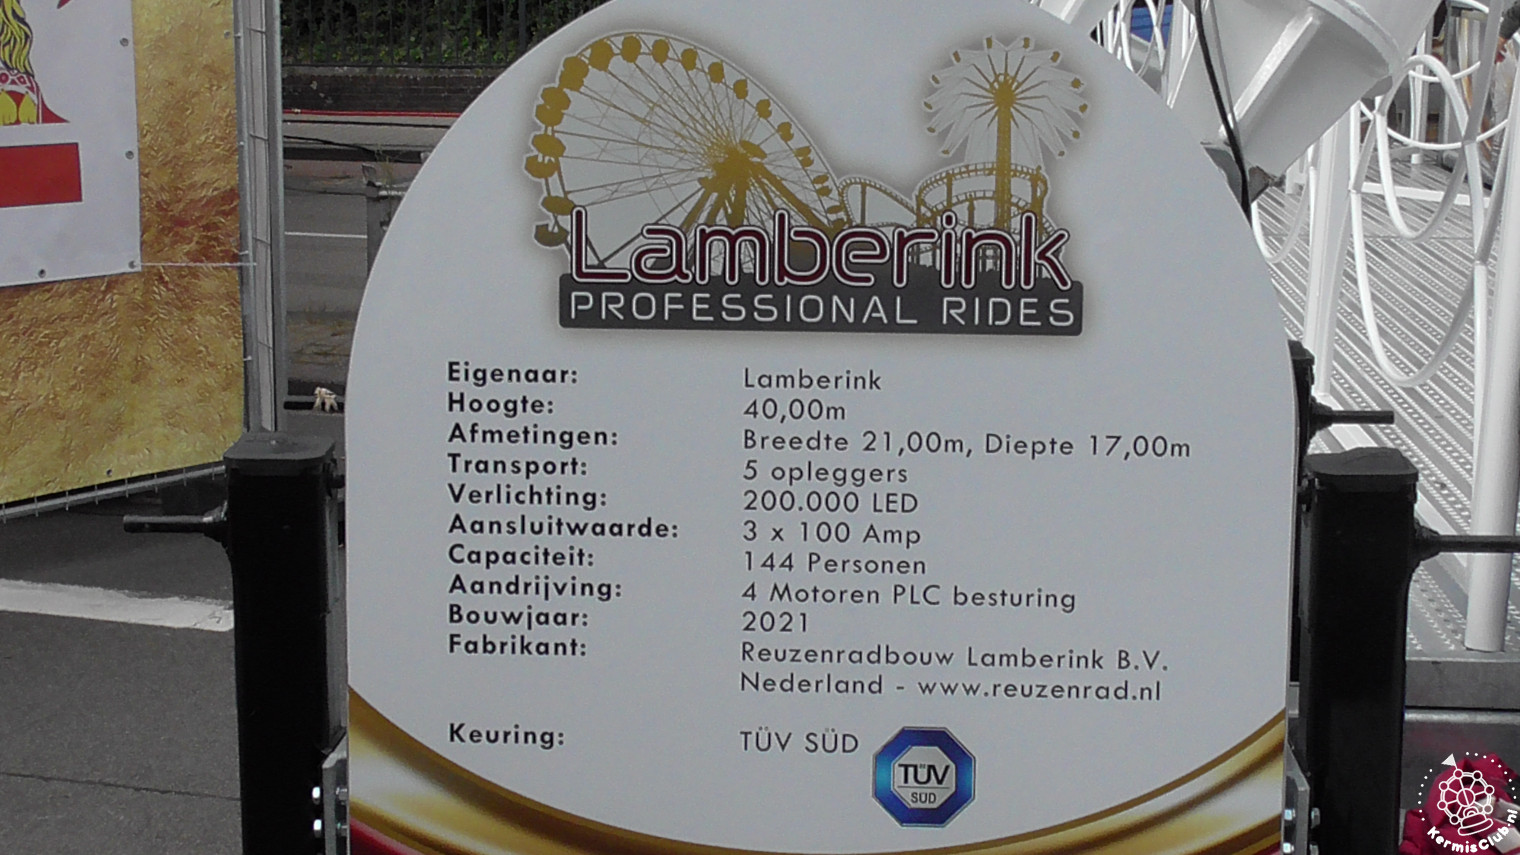 Lamberink
PROFESSIONAL RIDES
Eigenaar: Lamberink
Hoogte: 40,00m
Afmetingen: Breedte 21,00m, Diepte 17,00m
Transport: 5 opleggers
Verlichting: 200.000 LED
Aansluitwaarde: 3 x 100 Amp
Capaciteit: 144 Personen
Aandrijving: 4 Motoren PLC besturing
Bouwjaar: 2021
Fabrikant: Reuzenradbouw Lamberink B.V.
Nederland - www.reuzenrad.nl
Keuring: TÜV SÜD
TÜV
SÜD
KermisClub.nl